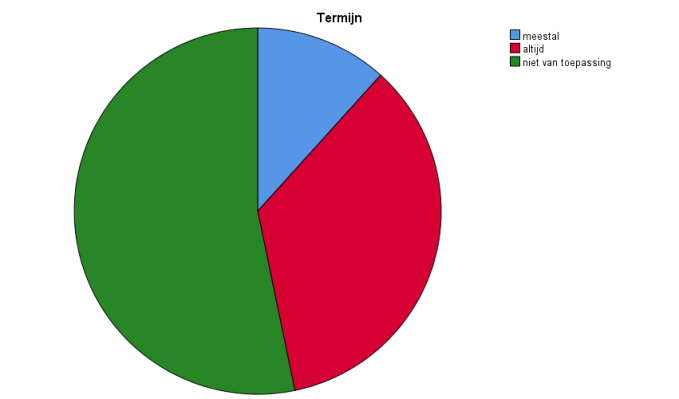 Termijn
meestal
altijd
niet van toepassing